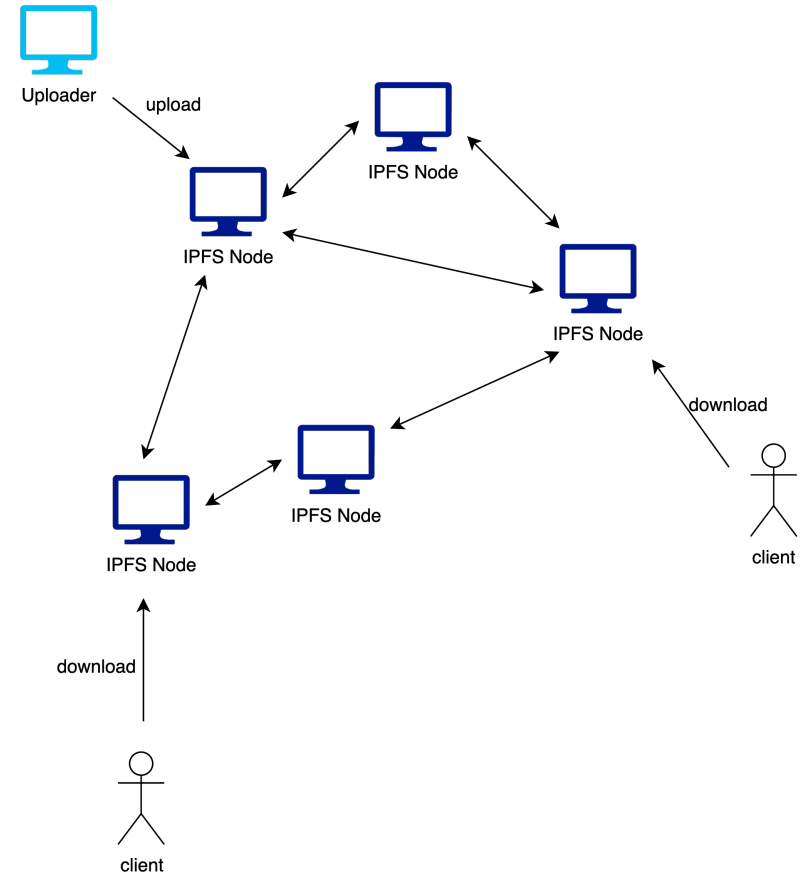 Uploader
upload
IPFS Node
IPFS Node
IPFS Node
download
IPFS Node
client
IPFS Node
download
client